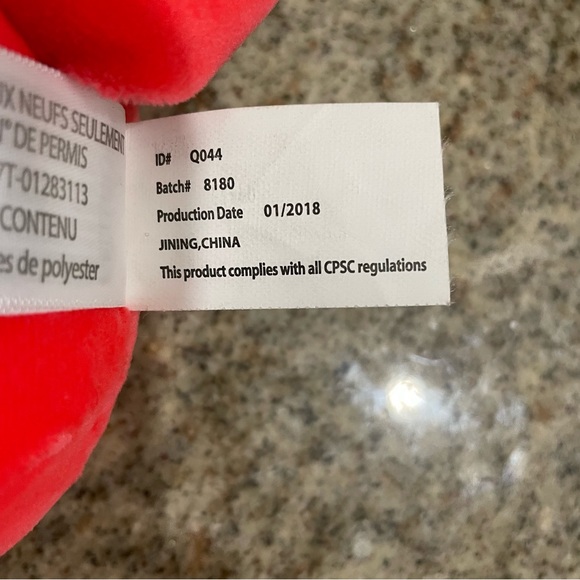 UX NEUFS SEULEMENT
N° DE PERMIS
T-01283113
CONTENU
es de polyester
ID# Q044
Batch# 8180
Production Date 01/2018
JINING,CHINA
This product complies with all CPSC regulations